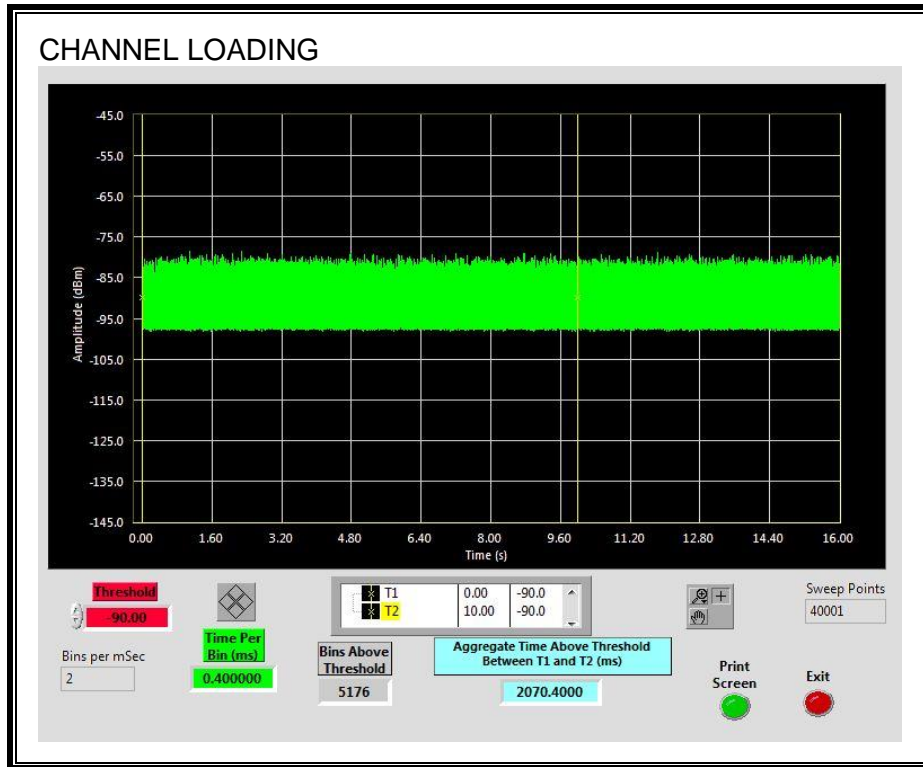 CHANNEL LOADING
-45.0
-55.0
-65.0
-75.0
-85.0
-95.0
-105.0
-115.0
-125.0
-135.0
-145.0
Amplitude (dBm)
0.00 1.60 3.20 4.80 6.40 8.00 9.60 11.20 12.80 14.40 16.00
Time (s)
Threshold
-90.00
Bins per mSec
2
Time Per
Bin (ms)
0.400000
T1 0.00 -90.0
T2 10.00 -90.0
Bins Above
Threshold
5176
Aggregate Time Above Threshold
Between T1 and T2 (ms)
2070.4000
Sweep Points
40001
Print
Screen
Exit